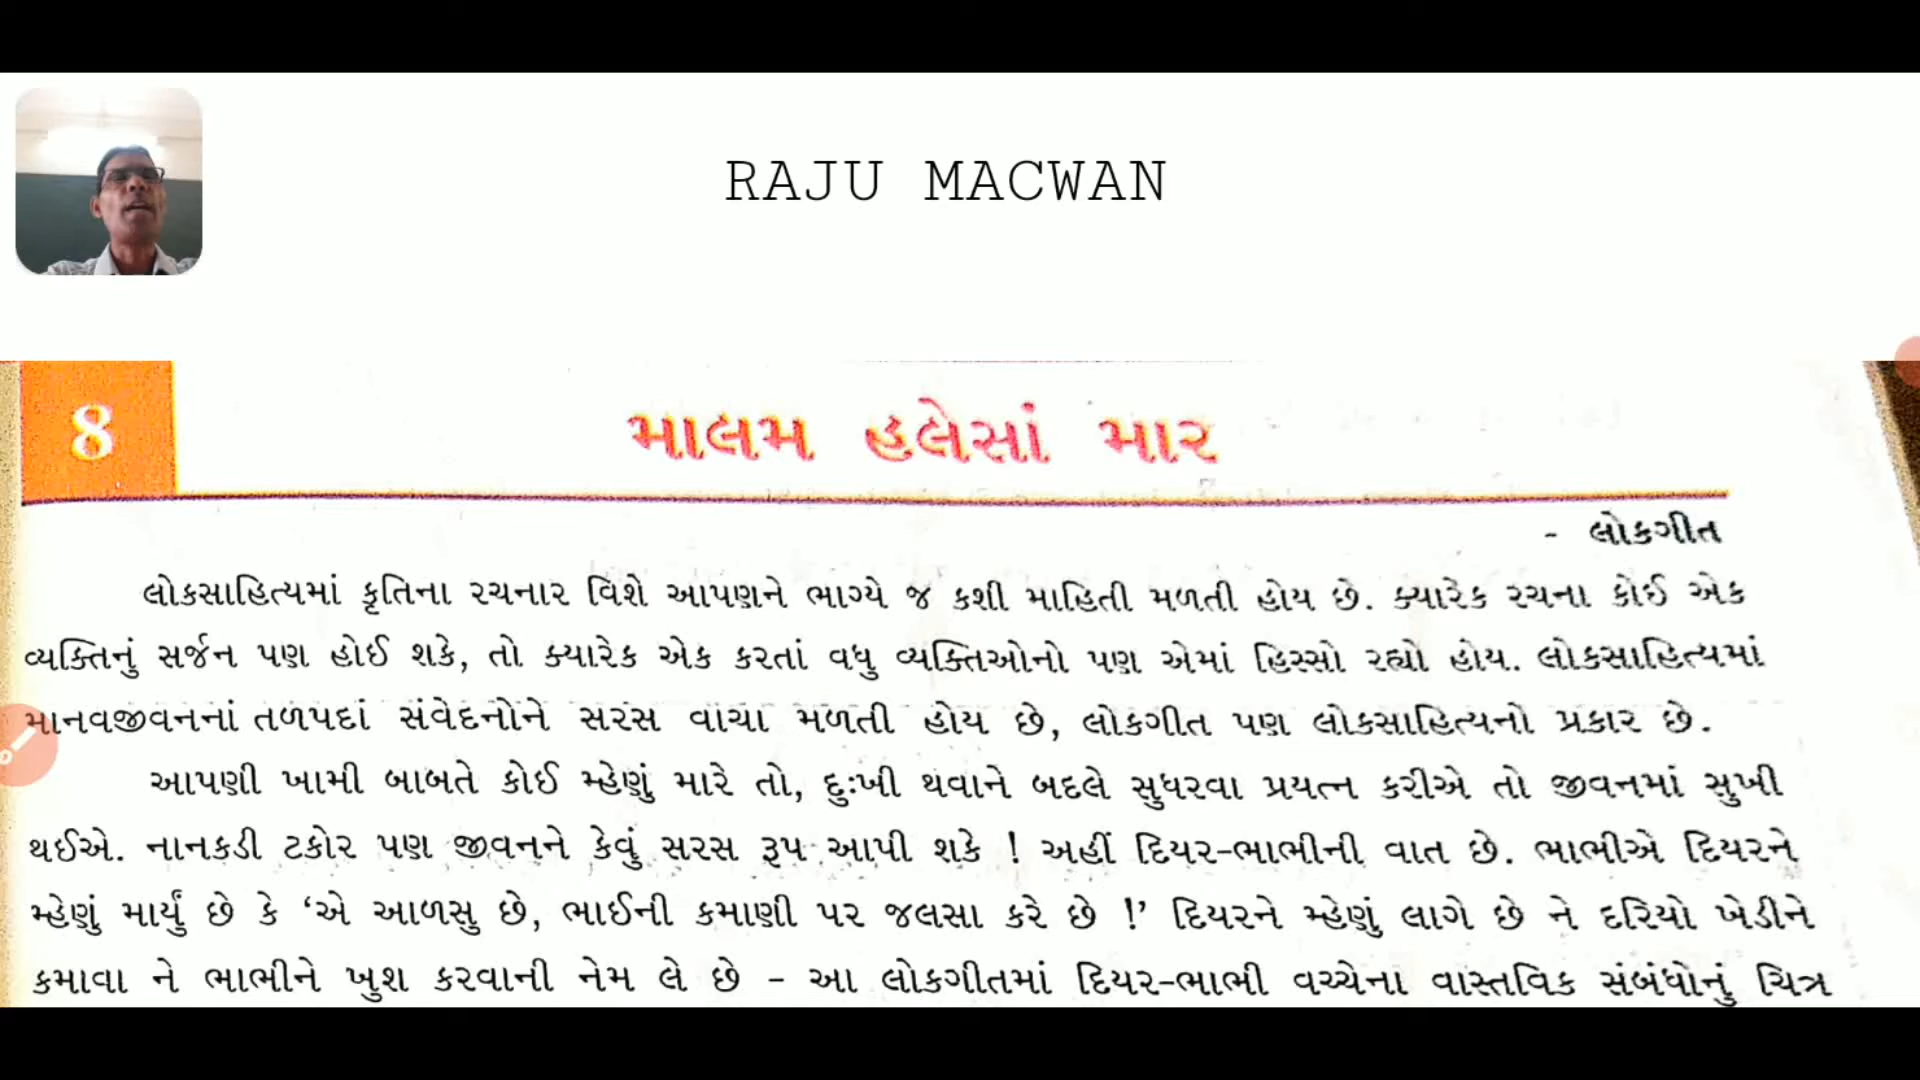 RAJU MACWAN
8
માલમ હલેસાં માર
- લોકગીત
લોકસાહિત્યમાં કૃતિના રચનાર વિશે આપણને ભાગ્યે જ કશી માહિતી મળતી હોય છે. ક્યારેક રચના કોઈ એક
વ્યક્તિનું સર્જન પણ હોઈ શકે, તો ક્યારેક એક કરતાં વધુ વ્યક્તિઓનો પણ એમાં હિસ્સો રહ્યો હોય. લોકસાહિત્યમાં
માનવજીવનનાં તળપદાં સંવેદનોને સરસ વાચા મળતી હોય છે, લોકગીત પણ લોકસાહિત્યનો પ્રકાર છે.
આપણી ખામી બાબતે કોઈ મ્હેણું મારે તો, દુઃખી થવાને બદલે સુધરવા પ્રયત્ન કરીએ તો જીવનમાં સુખી
થઈએ. નાનકડી ટકોર પણ જીવનને કેવું સરસ રૂપ આપી શકે ! અહીં દિયર-ભાભીની વાત છે. ભાભીએ દિયરને
મ્હેણું માર્યું છે કે ‘એ આળસુ છે, ભાઈની કમાણી પર જલસા કરે છે !’ દિયરને મ્હેણું લાગે છે ને દરિયો ખેડીને
કમાવા ને ભાભીને ખુશ કરવાની નેમ લે છે - આ લોકગીતમાં દિયર-ભાભી વચ્ચેના વાસ્તવિક સંબંધોનું ચિત્ર